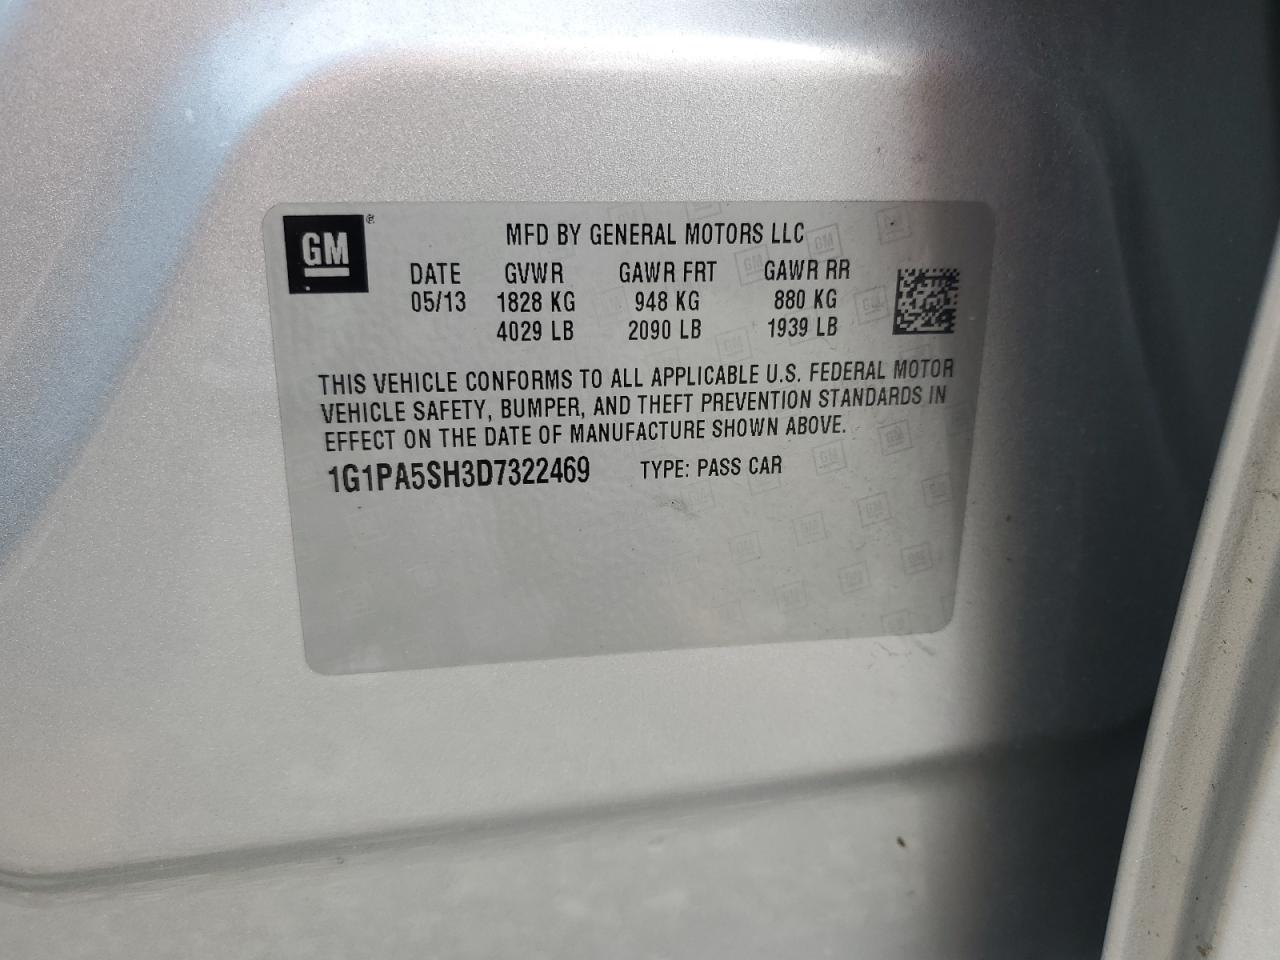 GM ®
MFD BY GENERAL MOTORS LLC
DATE GVWR GAWR FRT GAWR RR
05/13 1828 KG 948 KG 880 KG
4029 LB 2090 LB 1939 LB
THIS VEHICLE CONFORMS TO ALL APPLICABLE U.S. FEDERAL MOTOR
VEHICLE SAFETY, BUMPER, AND THEFT PREVENTION STANDARDS IN
EFFECT ON THE DATE OF MANUFACTURE SHOWN ABOVE.
1G1PA5SH3D7322469 TYPE: PASS CAR